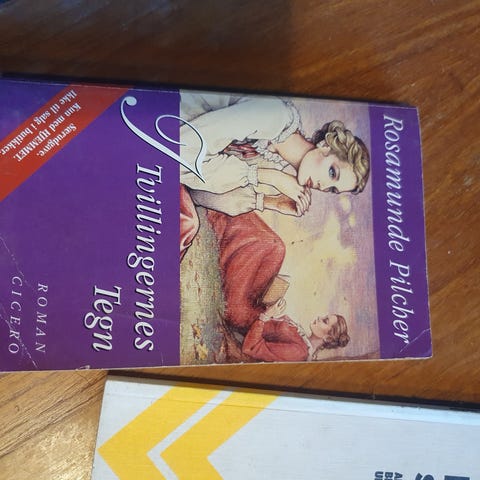 Rosamunde Pilcher
I
Tvillingernes
Tegn
Særudgave.
Kun med HJEMMET.
Ikke til salg i butikker.
ROMAN
CICERO